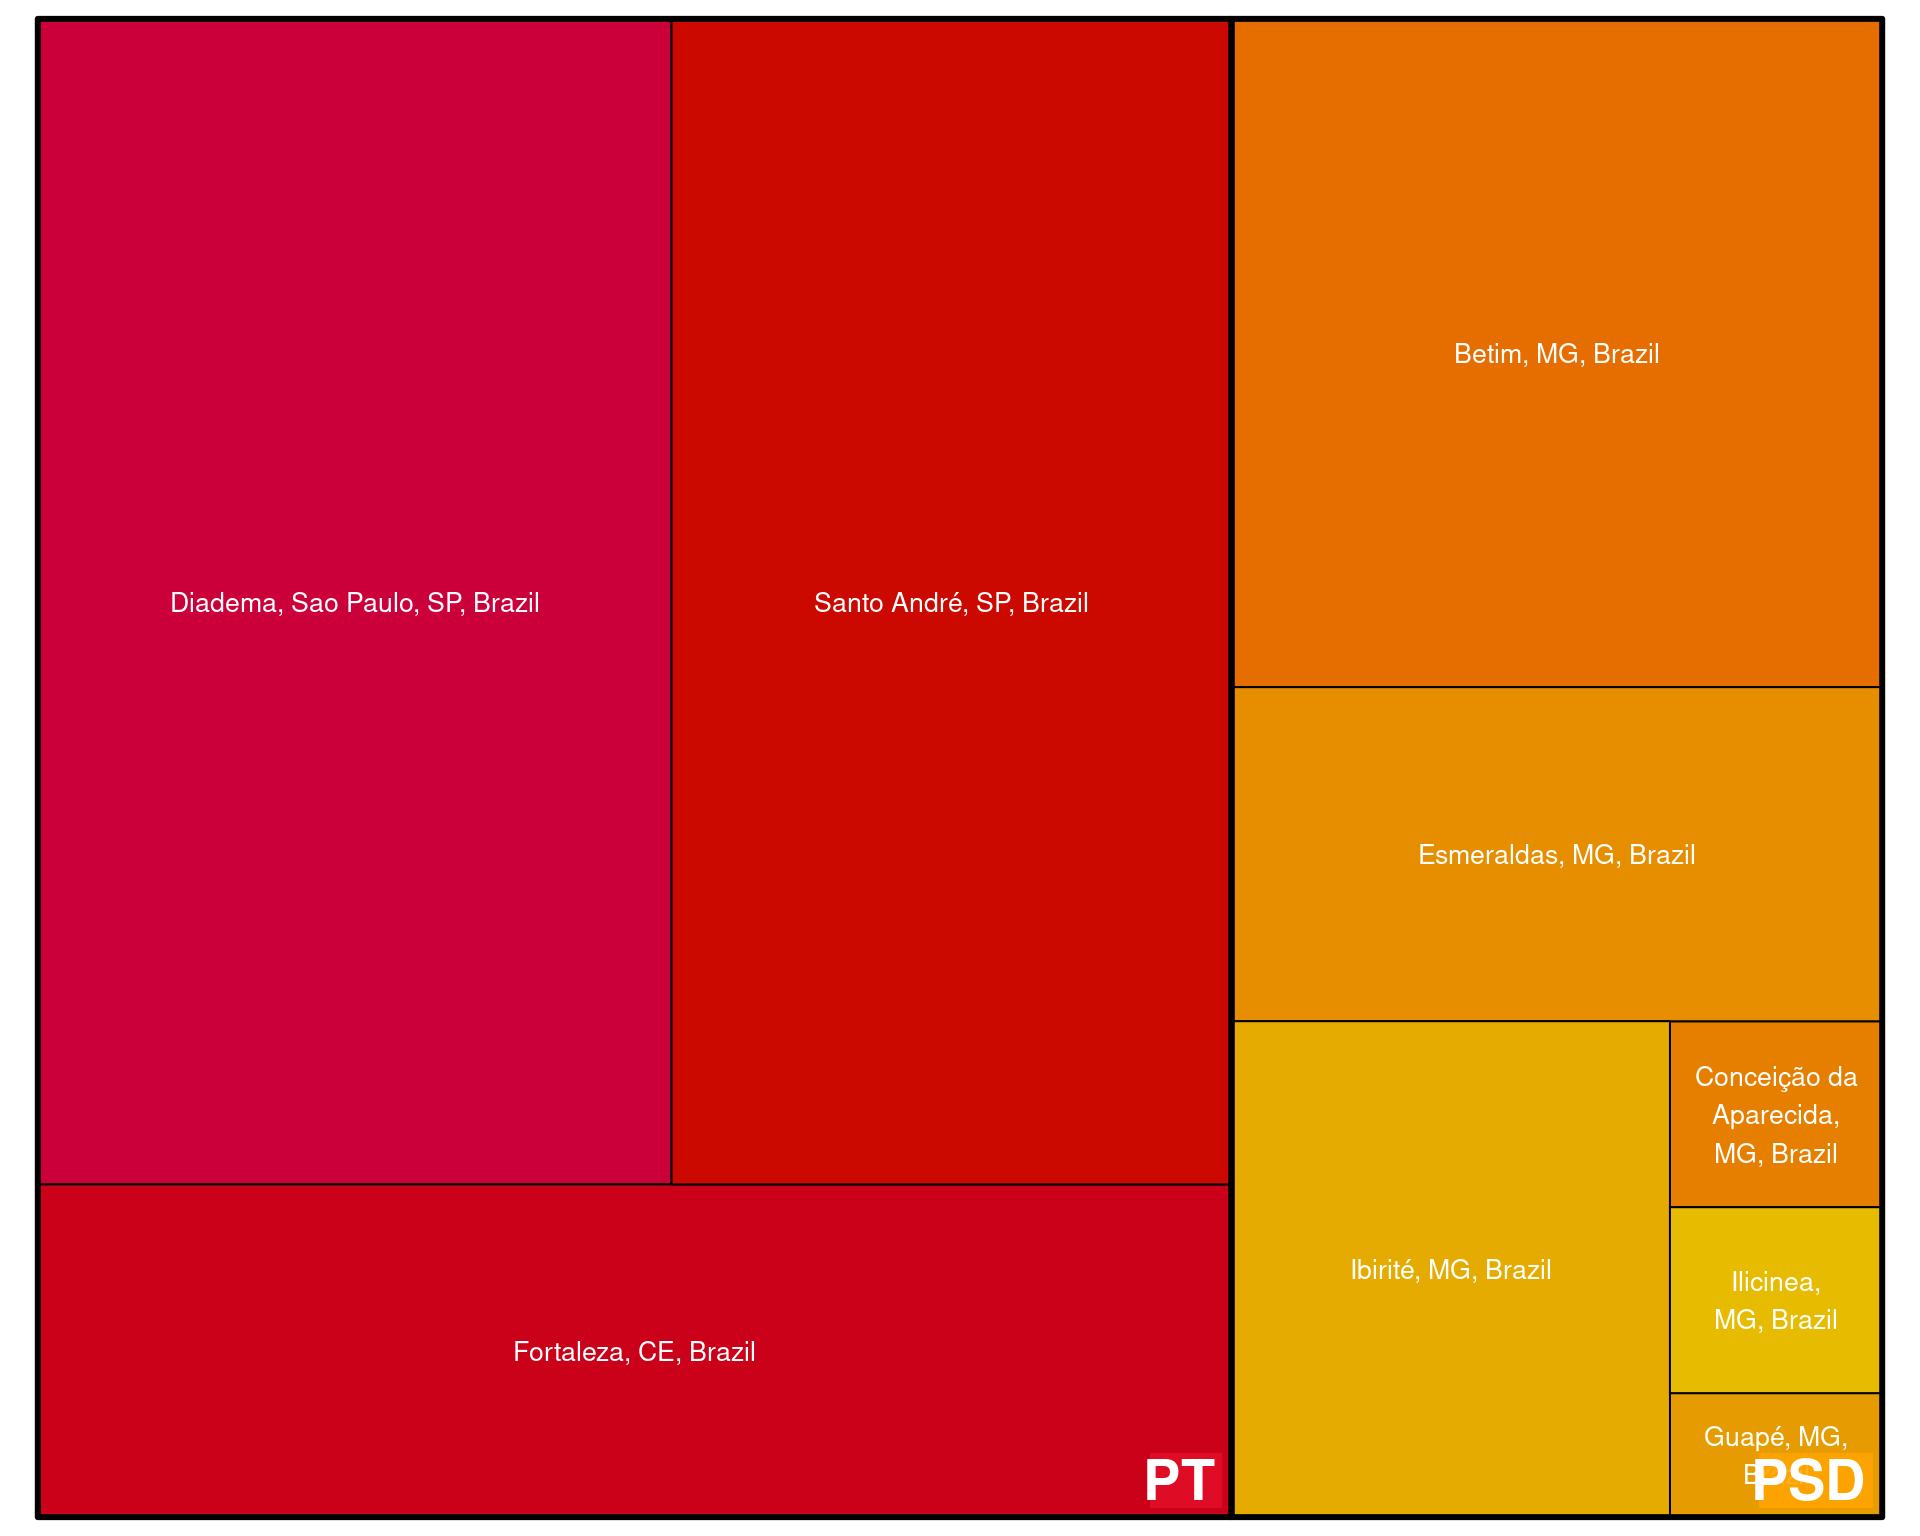 Diadema, Sao Paulo, SP, Brazil
Santo André, SP, Brazil
Fortaleza, CE, Brazil
PT
Betim, MG, Brazil
Esmeraldas, MG, Brazil
Ibirité, MG, Brazil
Conceição da
Aparecida,
MG, Brazil
Ilicinea,
MG, Brazil
Guapé, MG,
PSD